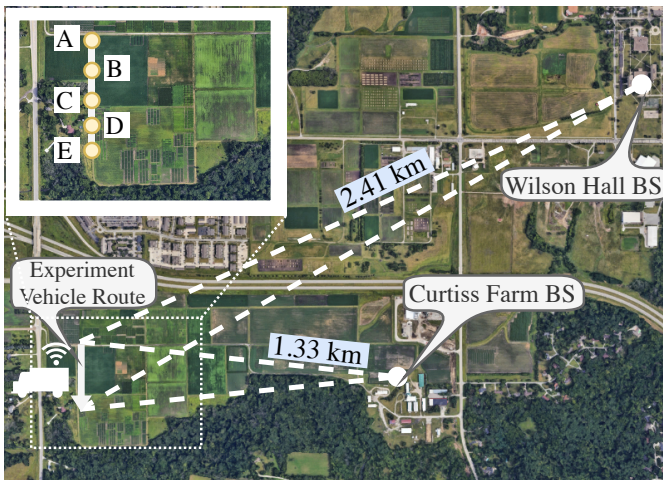 A
B
C
D
E
2.41 km
Wilson Hall BS
Experiment
Vehicle Route
Curtiss Farm BS
1.33 km